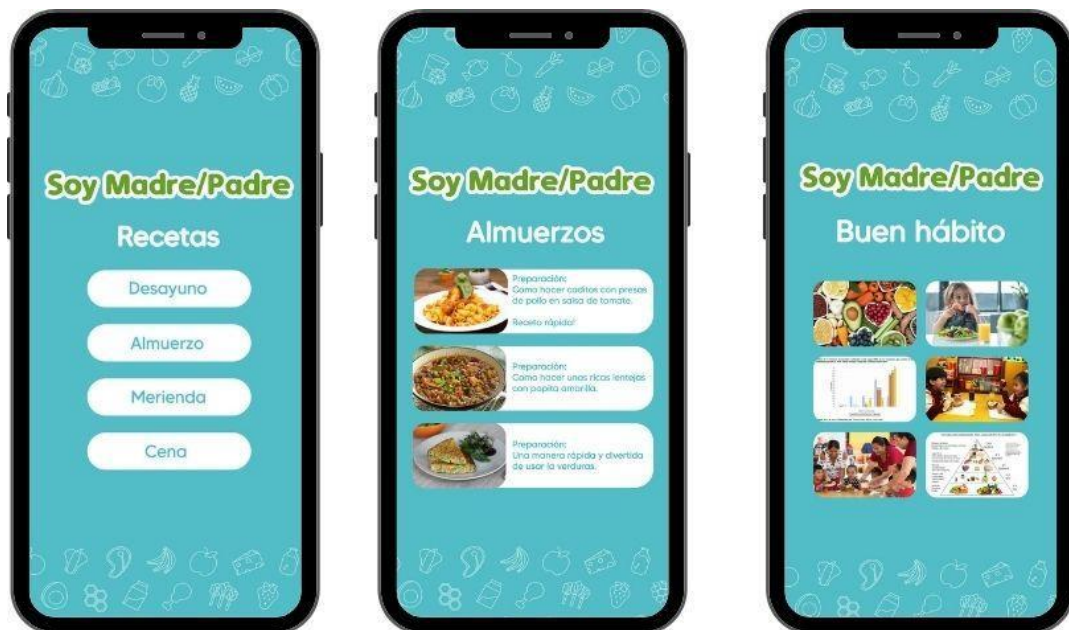 Soy Madre/Padre
Recetas
Desayuno
Almuerzo
Merienda
Cena
Soy Madre/Padre
Almuerzos
Preparación:
Como hacer coditos con presas
de pollo en salsa de tomate.
Receta rápida!
Preparación:
Como hacer unas ricas lentejas
con papita amarilla.
Preparación:
Una manera rápida y divertida
de usar la verduras.
Soy Madre/Padre
Buen hábito